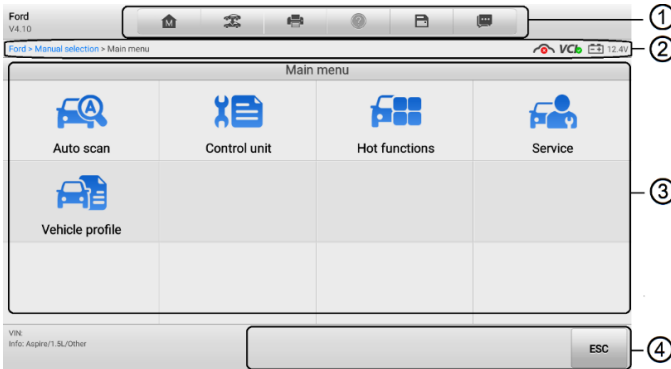 Ford
V4.10
M
?
①
Ford > Manual selection > Main menu
VCI
12.4V
②
Main menu
A
Auto scan
Control unit
Hot functions
Service
③
Vehicle profile
VIN:
Info: Aspire/1.5L/Other
ESC
④